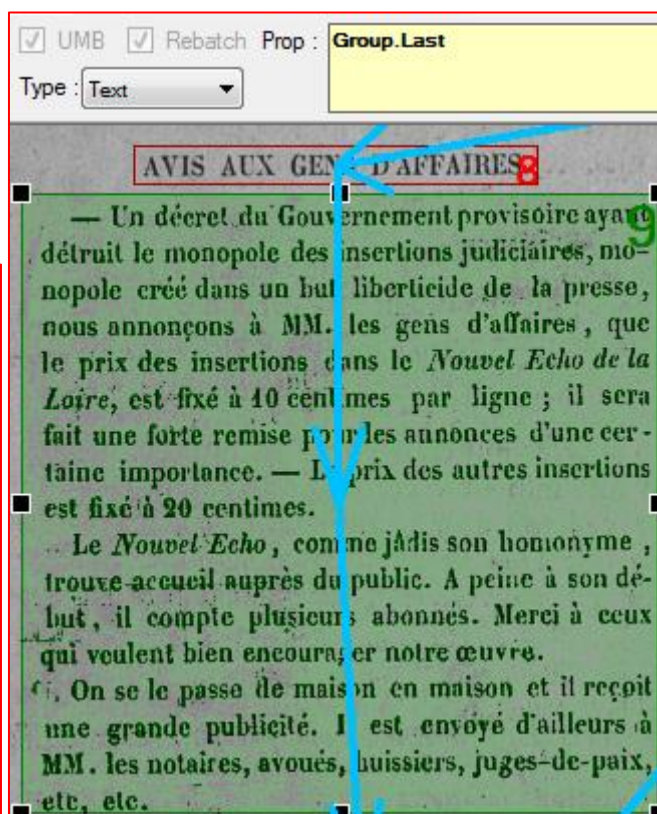 UMB Rebatch Prop : Group.Last
Type : Text
AVIS AUX GENS D'AFFAIRES 8
9
— Un décret du Gouvernement provisoire ayant
détruit le monopole des insertions judiciaires, mo-
nopole créé dans un but liberticide de la presse,
nous annonçons à MM. les gens d'affaires, que
le prix des insertions dans le Nouvel Echo de la
Loire, est fixé à 10 centimes par ligne ; il sera
fait une forte remise pour les annonces d'une cer-
taine importance. — Le prix des autres insertions
est fixé à 20 centimes.
Le Nouvel Echo, comme jâdis son homonyme ,
trouve accueil auprès du public. A peine à son dé-
but, il compte plusieurs abonnés. Merci à ceux
qui veulent bien encourager notre œuvre.
On se le passe de maison en maison et il reçoit
une grande publicité. Il est envoyé d'ailleurs à
MM. les notaires, avoués, huissiers, juges-de-paix,
etc, etc.